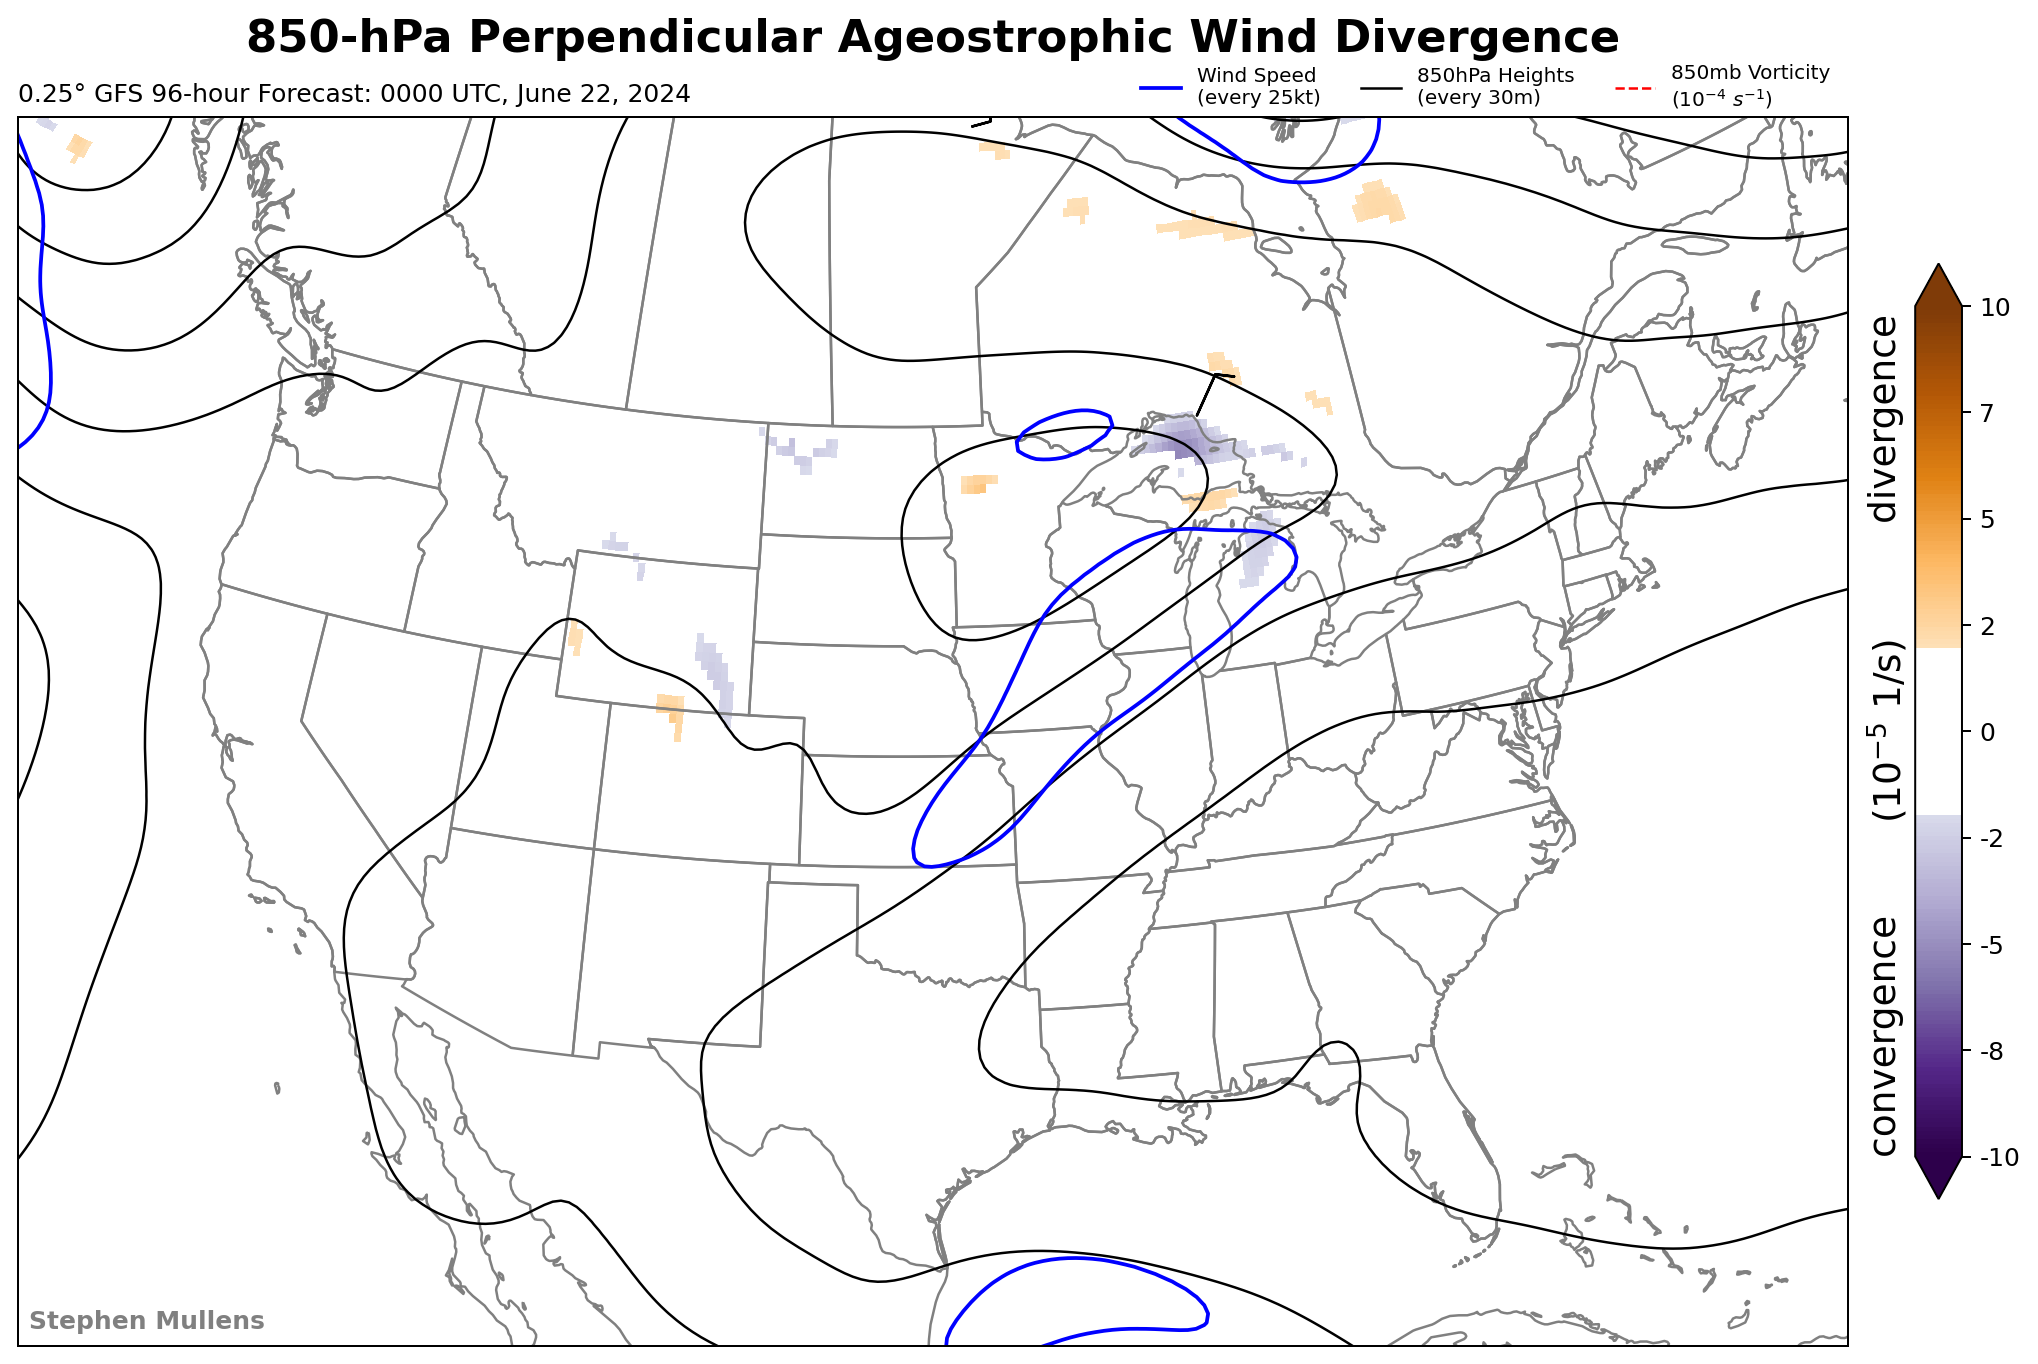 850-hPa Perpendicular Ageostrophic Wind Divergence
0.25° GFS 96-hour Forecast: 0000 UTC, June 22, 2024
Wind Speed
(every 25kt)
850hPa Heights
(every 30m)
850mb Vorticity
(10⁻⁴ s⁻¹)
10
7
5
2
0
-2
-5
-8
-10
convergence (10⁻⁵ 1/s) divergence
Stephen Mullens